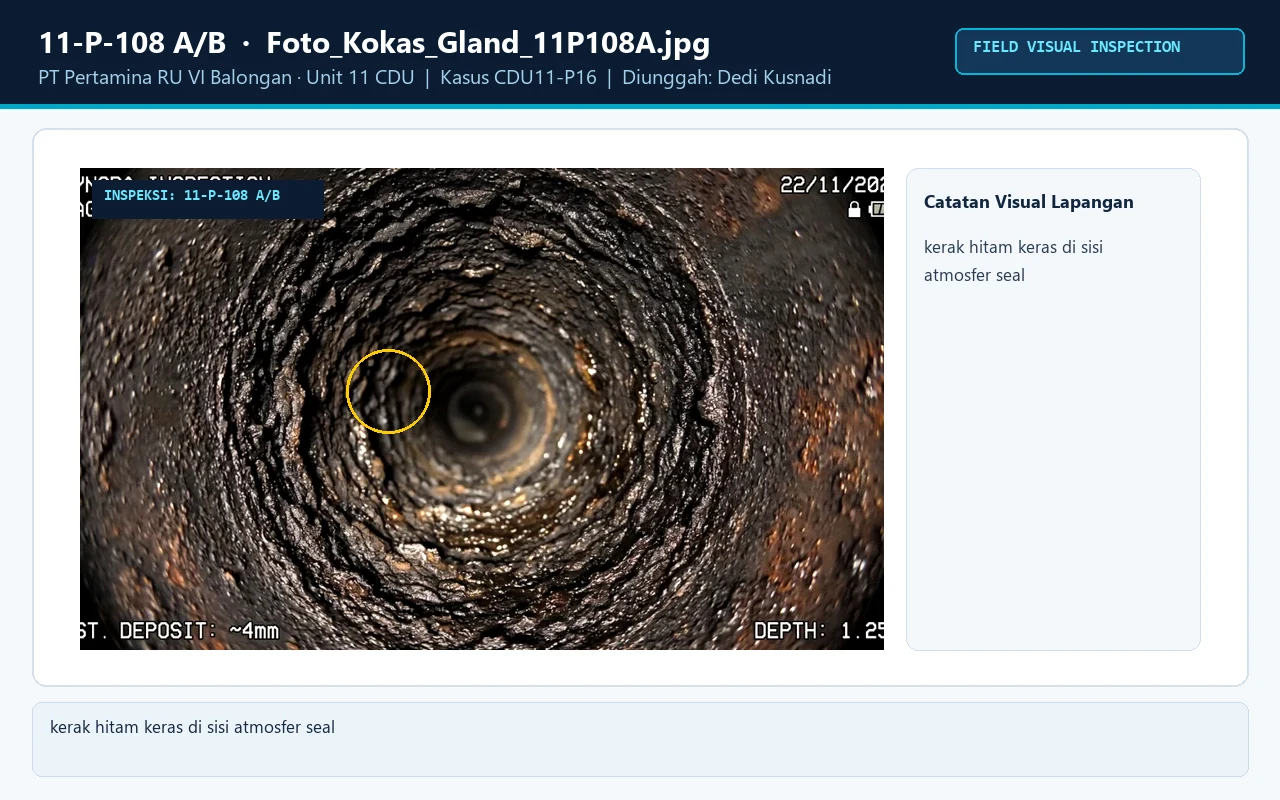 11-P-108 A/B · Foto_Kokas_Gland_11P108A.jpg
PT Pertamina RU VI Balongan · Unit 11 CDU | Kasus CDU11-P16 | Diunggah: Dedi Kusnadi
FIELD VISUAL INSPECTION
INSPEKSI: 11-P-108 A/B
22/11/202
ST. DEPOSIT: ~4mm
DEPTH: 1.25
Catatan Visual Lapangan
kerak hitam keras di sisi
atmosfer seal
kerak hitam keras di sisi atmosfer seal